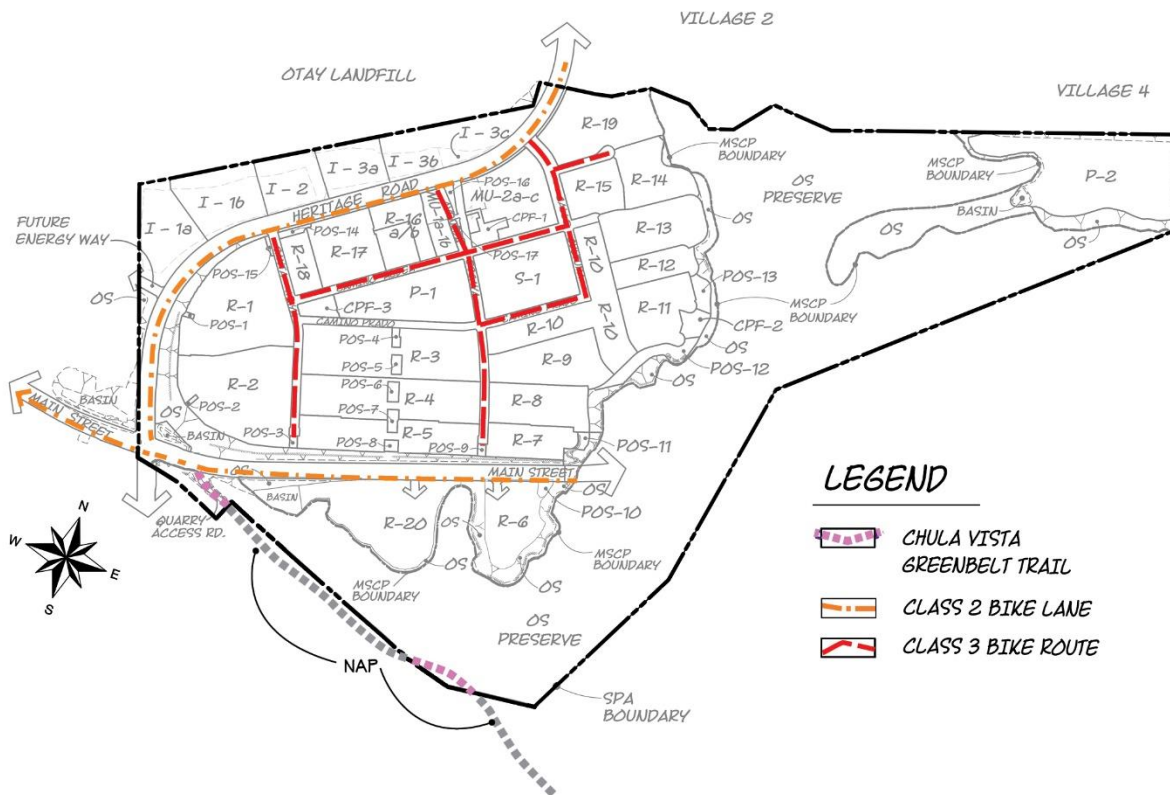 VILLAGE 2
OTAY LANDFILL
VILLAGE 4
I-3c
R-19
I-3b
I-3a
MSCP
BOUNDARY
MSCP
BOUNDARY
POS-16
I-2
HERITAGE ROAD
MU-2a-c
R-15
R-14
OS
PRESERVE
P-2
I-1b
MU-1a-1b
BASIN
R-16
a/b
CPF-1
OS
OS
FUTURE
ENERGY WAY
I-1a
POS-14
R-13
OS
R-18
R-17
POS-17
R-10
POS-15
R-12
POS-13
S-1
P-1
OS
R-1
CPF-3
R-11
MSCP
BOUNDARY
POS-1
CAMINO PRADO
R-10
R-10
CPF-2
POS-4
OS
R-3
R-9
POS-12
POS-5
OS
R-2
POS-6
R-4
R-8
MAIN STREET
BASIN
OS
POS-2
POS-7
BASIN
POS-3
POS-8
R-5
POS-9
R-7
POS-11
OS
MAIN STREET
OS
BASIN
POS-10
QUARRY
ACCESS RD.
R-20
OS
R-6
MSCP
BOUNDARY
OS
OS
MSCP
BOUNDARY
OS
PRESERVE
NAP
SPA
BOUNDARY
N
W
E
S
LEGEND
CHULA VISTA
GREENBELT TRAIL
CLASS 2 BIKE LANE
CLASS 3 BIKE ROUTE